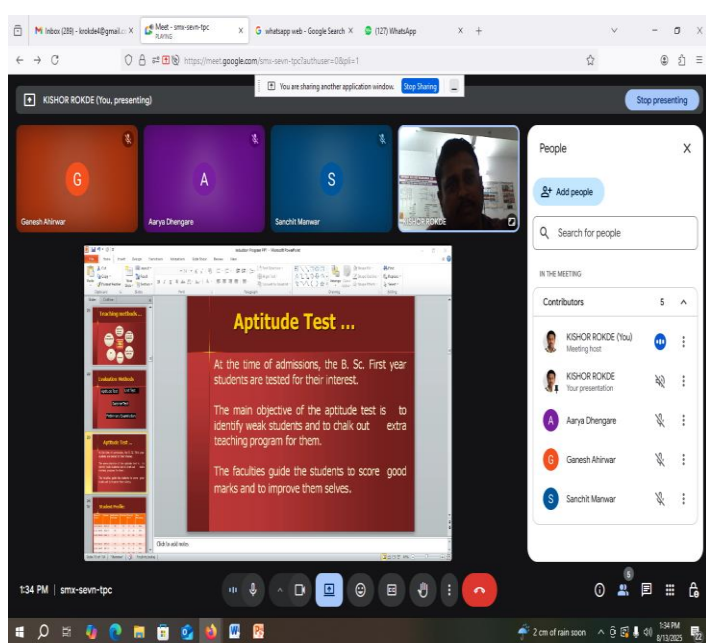 Inbox (289) - krokde4@gmail.c
Meet - smx-sevn-tpc
PLAYING
whatsapp web - Google Search
(127) WhatsApp
https://meet.google.com/smx-sevn-tpc?authuser=0&pli=1
You are sharing another application window.
Stop Sharing
KISHOR ROKDE (You, presenting)
Stop presenting
G
Ganesh Ahirwar
A
Aarya Dhengare
S
Sanchit Manwar
KISHOR ROKDE
People
Add people
Search for people
IN THE MEETING
Contributors
5
KISHOR ROKDE (You)
Meeting host
KISHOR ROKDE
Your presentation
A
Aarya Dhengare
G
Ganesh Ahirwar
S
Sanchit Manwar
Teaching methods...
Evaluation Methods
Aptitude Test ...
Student Profile
Aptitude Test ...
At the time of admissions, the B. Sc. First year
students are tested for their interest.
The main objective of the aptitude test is to
identify weak students and to chalk out extra
teaching program for them.
The faculties guide the students to score good
marks and to improve them selves.
Click to add notes
1:34 PM | smx-sevn-tpc
5
2 cm of rain soon
1:34 PM
8/13/2025